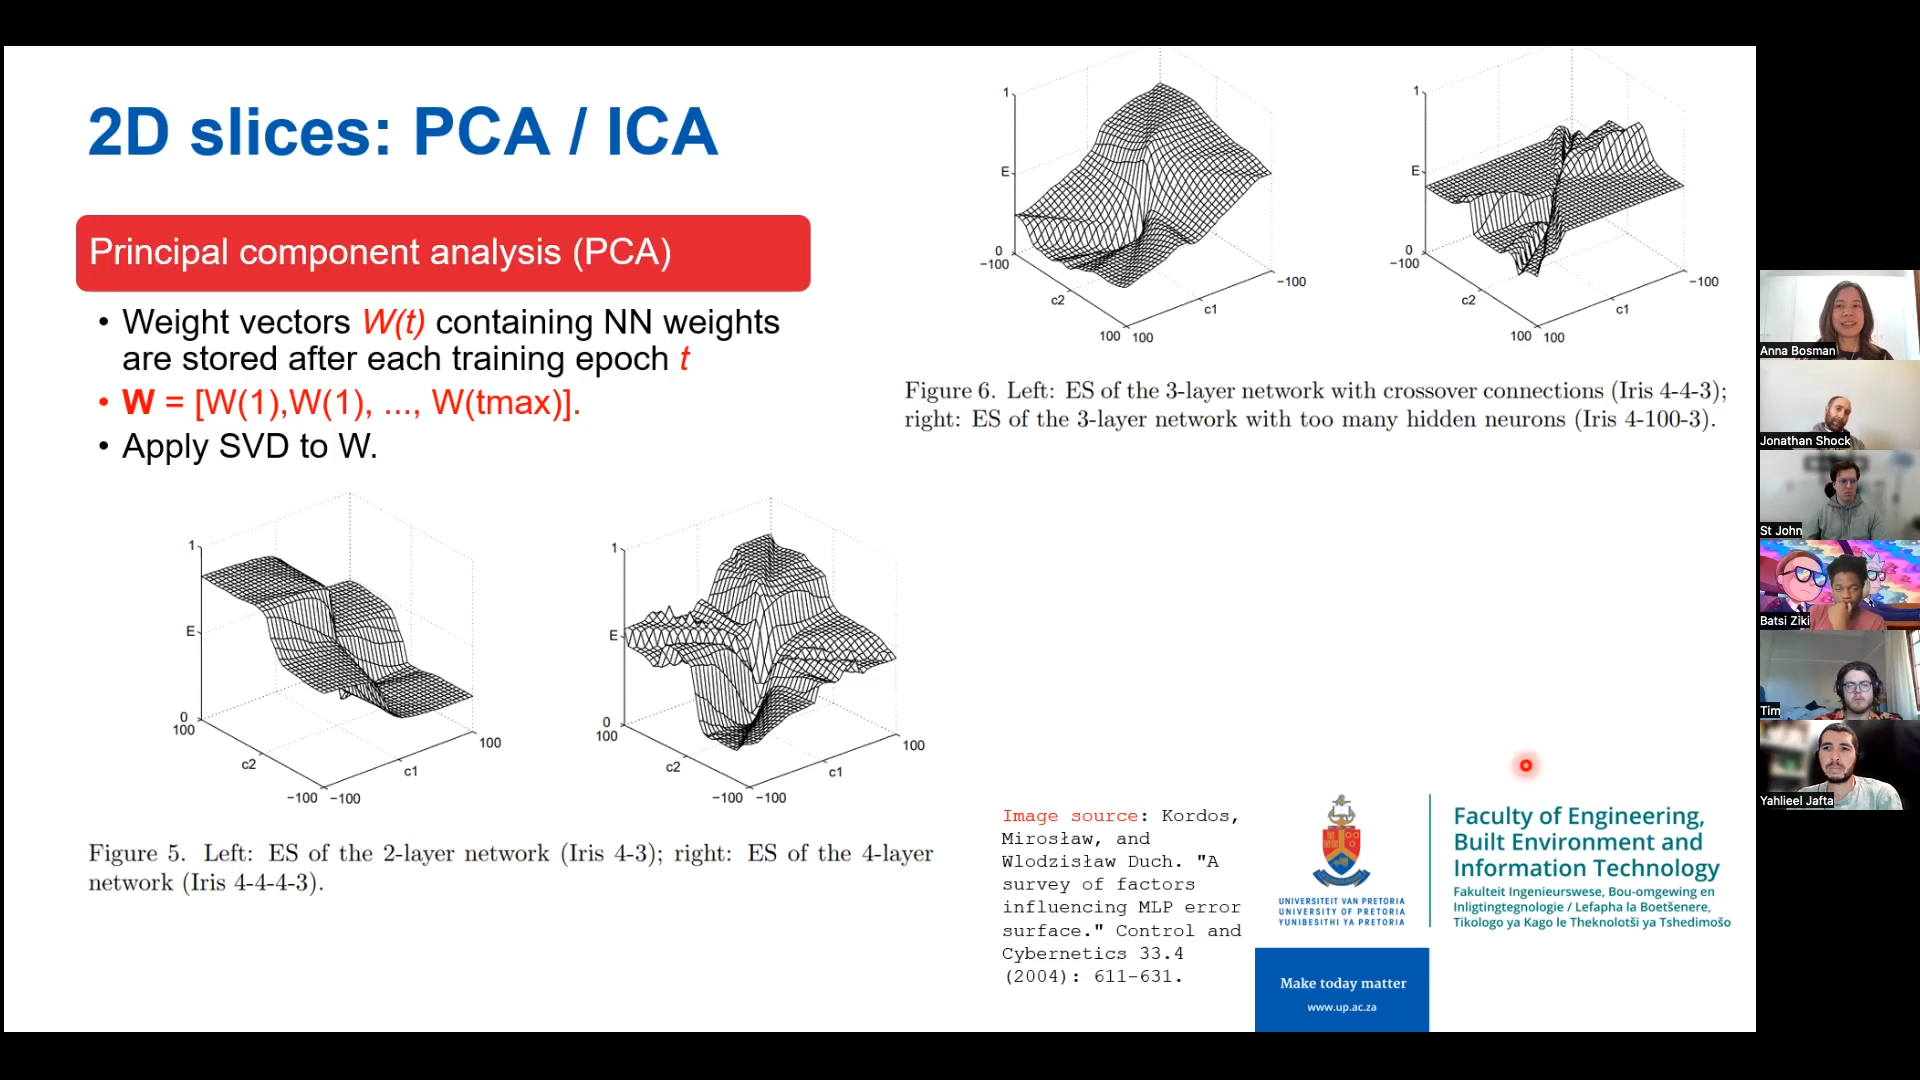 2D slices: PCA / ICA
Principal component analysis (PCA)
• Weight vectors W(t) containing NN weights
are stored after each training epoch t
• W = [W(1),W(1), ..., W(tmax)].
• Apply SVD to W.
1
E
0
100
c2
−100
−100
c1
100
1
E
0
100
c2
−100
−100
c1
100
Figure 5. Left: ES of the 2-layer network (Iris 4-3); right: ES of the 4-layer
network (Iris 4-4-4-3).
1
E
0
−100
c2
100
100
c1
−100
1
E
0
−100
c2
100
100
c1
−100
Figure 6. Left: ES of the 3-layer network with crossover connections (Iris 4-4-3);
right: ES of the 3-layer network with too many hidden neurons (Iris 4-100-3).
Image source: Kordos,
Mirosław, and
Wlodzisław Duch. "A
survey of factors
influencing MLP error
surface." Control and
Cybernetics 33.4
(2004): 611-631.
UNIVERSITEIT VAN PRETORIA
UNIVERSITY OF PRETORIA
YUNIBESITHI YA PRETORIA
Faculty of Engineering,
Built Environment and
Information Technology
Fakulteit Ingenieurswese, Bou-omgewing en
Inligtingtegnologie / Lefapha la Boetšenere,
Tikologo ya Kago le Theknolotši ya Tshedimošo
Make today matter
www.up.ac.za
Anna Bosman
Jonathan Shock
St John
Batsi Ziki
Tim
Yahlieel Jafta